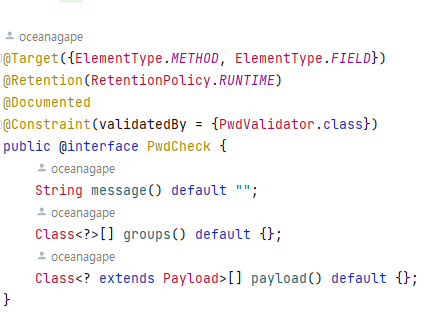 oceanagape
@Target({ElementType.METHOD, ElementType.FIELD})
@Retention(RetentionPolicy.RUNTIME)
@Documented
@Constraint(validatedBy = {PwdValidator.class})
public @interface PwdCheck {
oceanagape
String message() default "";
oceanagape
Class<?>[] groups() default {};
oceanagape
Class<? extends Payload>[] payload() default {};
}